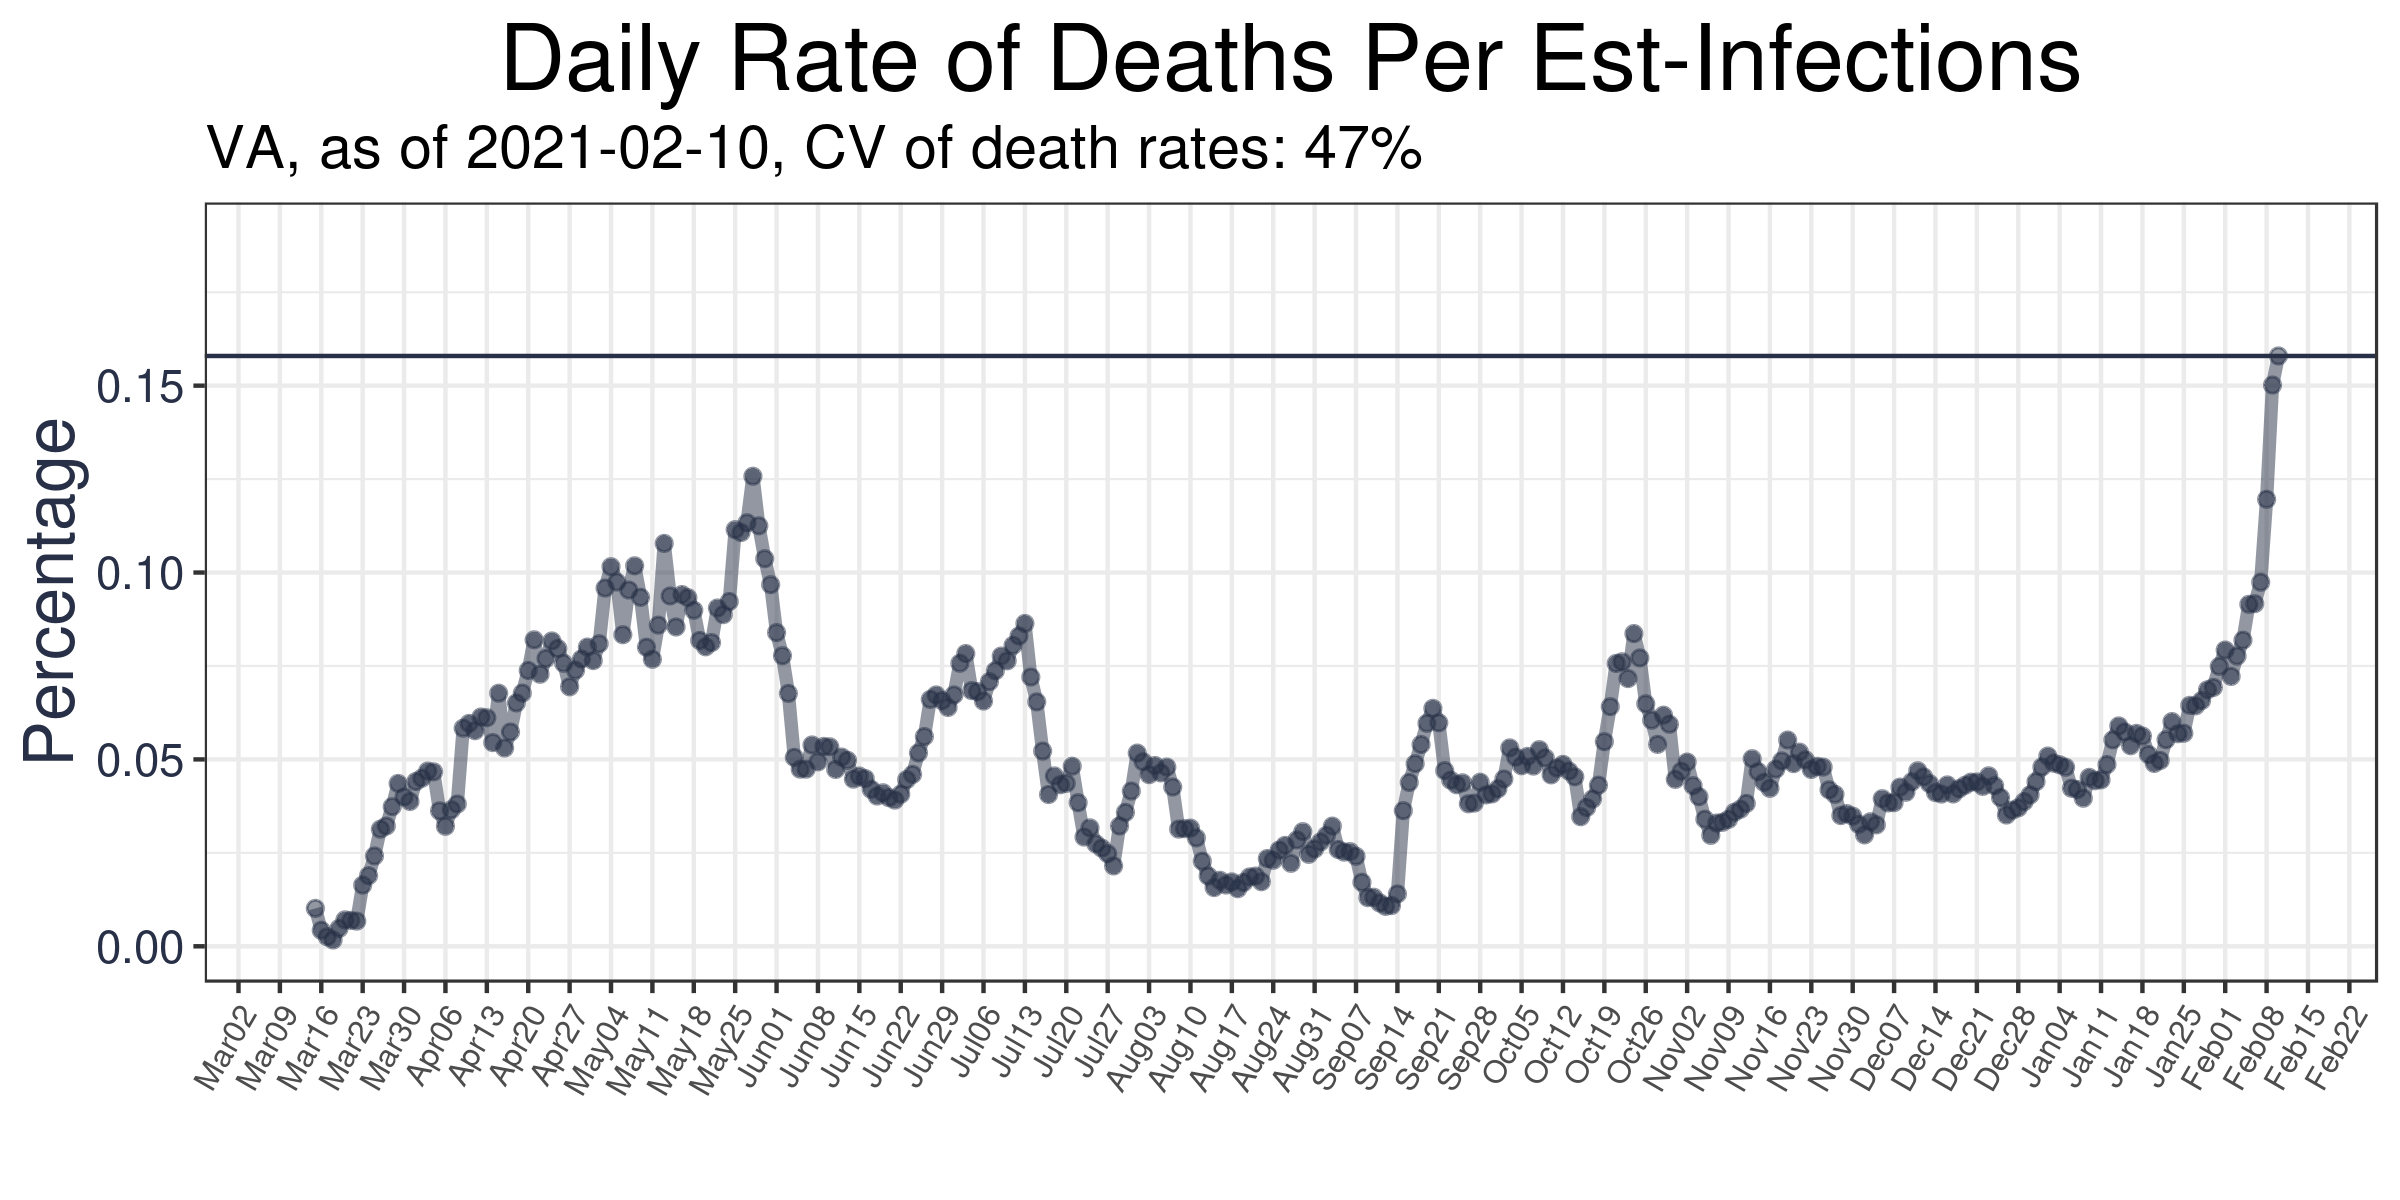 Daily Rate of Deaths Per Est-Infections
VA, as of 2021-02-10, CV of death rates: 47%
Percentage
0.15
0.10
0.05
0.00
Mar02
Mar09
Mar16
Mar23
Mar30
Apr06
Apr13
Apr20
Apr27
May04
May11
May18
May25
Jun01
Jun08
Jun15
Jun22
Jun29
Jul06
Jul13
Jul20
Jul27
Aug03
Aug10
Aug17
Aug24
Aug31
Sep07
Sep14
Sep21
Sep28
Oct05
Oct12
Oct19
Oct26
Nov02
Nov09
Nov16
Nov23
Nov30
Dec07
Dec14
Dec21
Dec28
Jan04
Jan11
Jan18
Jan25
Feb01
Feb08
Feb15
Feb22